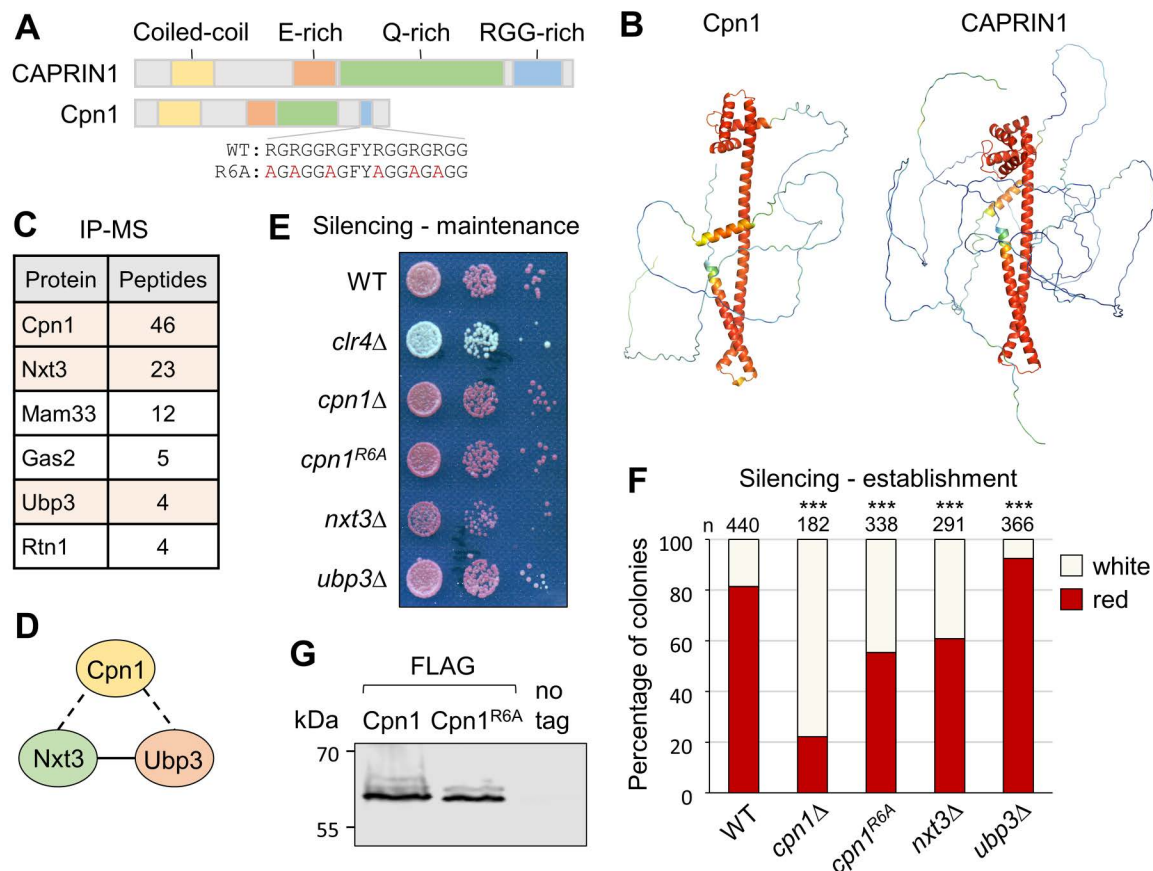 A
Coiled-coil E-rich Q-rich RGG-rich
CAPRIN1
Cpn1
WT:RGRGGRGFYRGGRGRGG
R6A:AGAGGAGFYAGGAGAGG
B
Cpn1 CAPRIN1
C
IP-MS
Protein Peptides
Cpn1 46
Nxt3 23
Mam33 12
Gas2 5
Ubp3 4
Rtn1 4
D
Cpn1
Nxt3 Ubp3
E
Silencing - maintenance
WT
clr4Δ
cpn1Δ
cpn1R6A
nxt3Δ
ubp3Δ
F
Silencing - establishment
*** *** *** ***
n 440 182 338 291 366
Percentage of colonies
100
80
60
40
20
0
WT cpn1Δ cpn1R6A nxt3Δ ubp3Δ
white
red
G
FLAG
kDa Cpn1 Cpn1R6A no tag
70
55